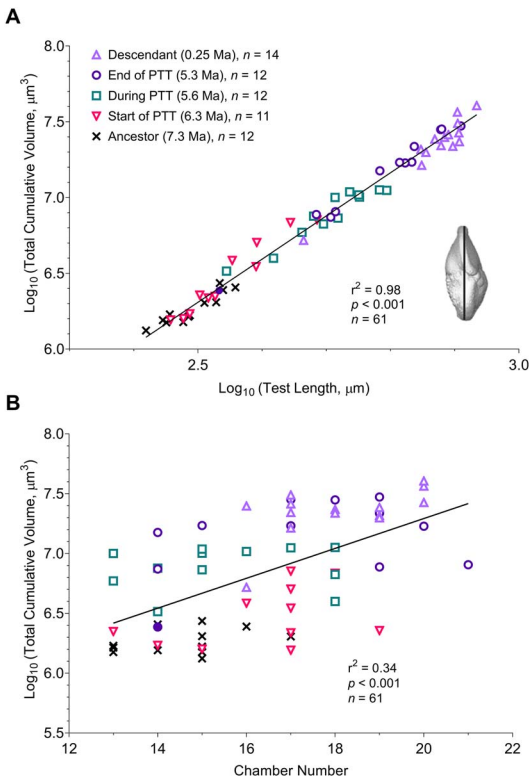 A
8.0
7.5
7.0
6.5
6.0
Log10 (Total Cumulative Volume, μm3)
Descendant (0.25 Ma), n = 14
End of PTT (5.3 Ma), n = 12
During PTT (5.6 Ma), n = 12
Start of PTT (6.3 Ma), n = 11
Ancestor (7.3 Ma), n = 12
r2 = 0.98
p < 0.001
n = 61
2.5
3.0
Log10 (Test Length, μm)
B
8.0
7.5
7.0
6.5
6.0
5.5
Log10 (Total Cumulative Volume, μm3)
r2 = 0.34
p < 0.001
n = 61
12
14
16
18
20
22
Chamber Number